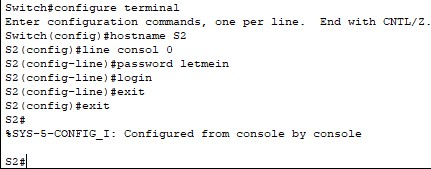 Switch#configure terminal
Enter configuration commands, one per line.  End with CNTL/Z.
Switch(config)#hostname S2
S2(config)#line consol 0
S2(config-line)#password letmein
S2(config-line)#login
S2(config-line)#exit
S2(config)#exit
S2#
%SYS-5-CONFIG_I: Configured from console by console
S2#